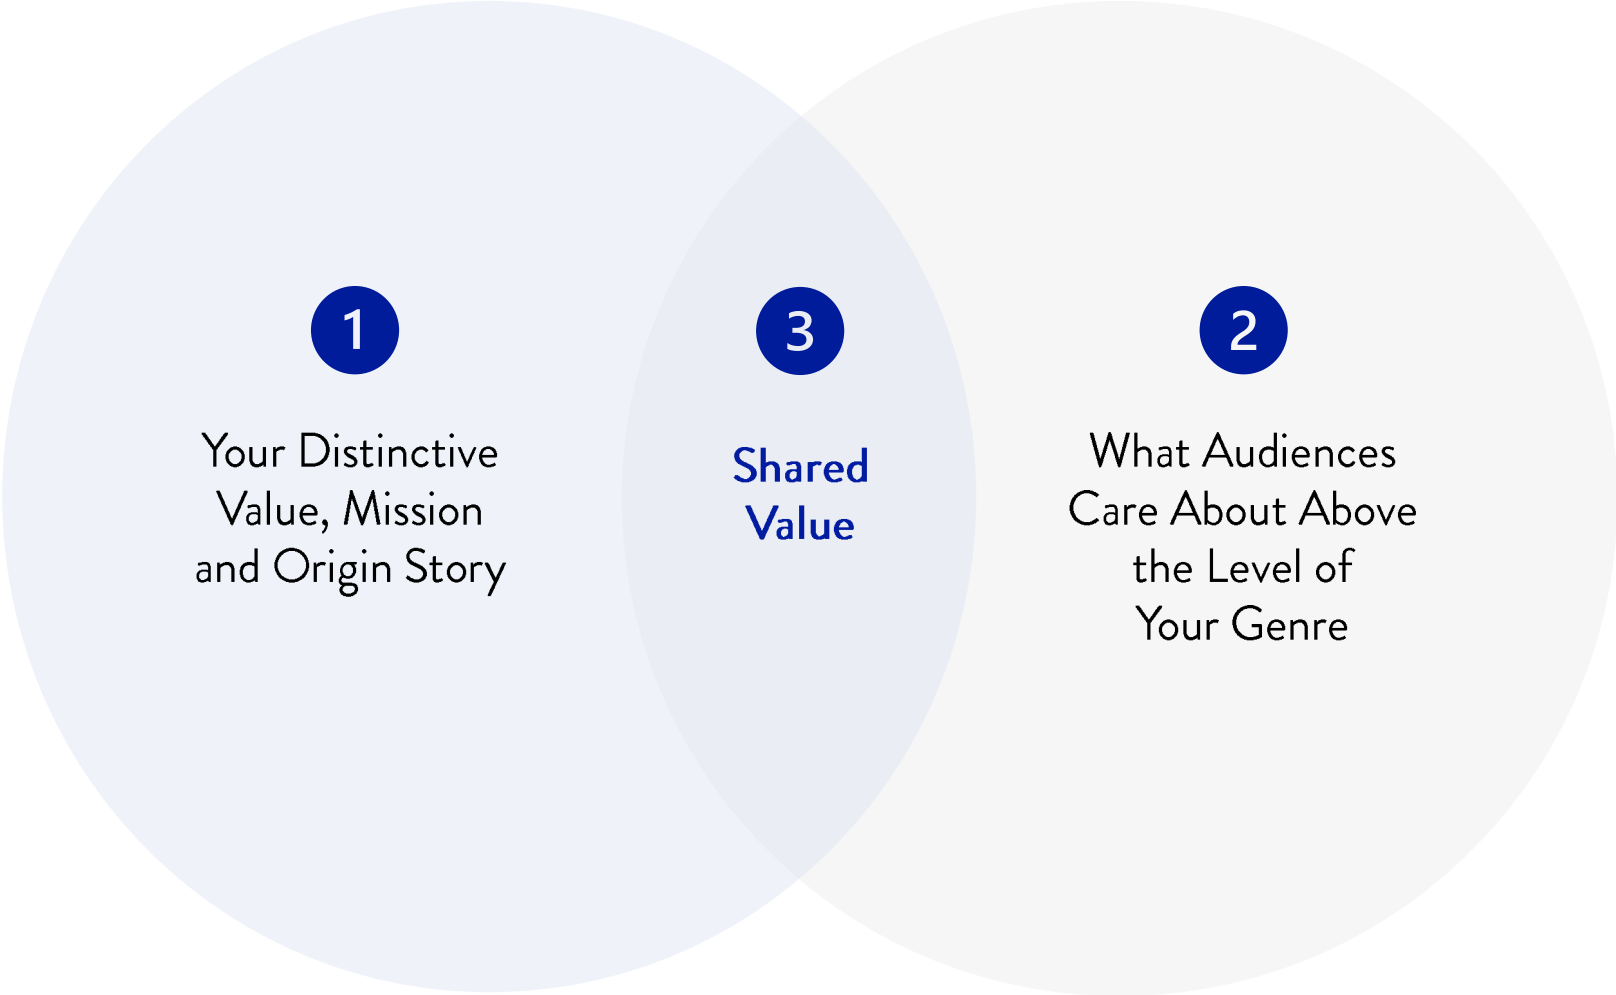 1
Your Distinctive
Value, Mission
and Origin Story
3
Shared
Value
2
What Audiences
Care About Above
the Level of
Your Genre